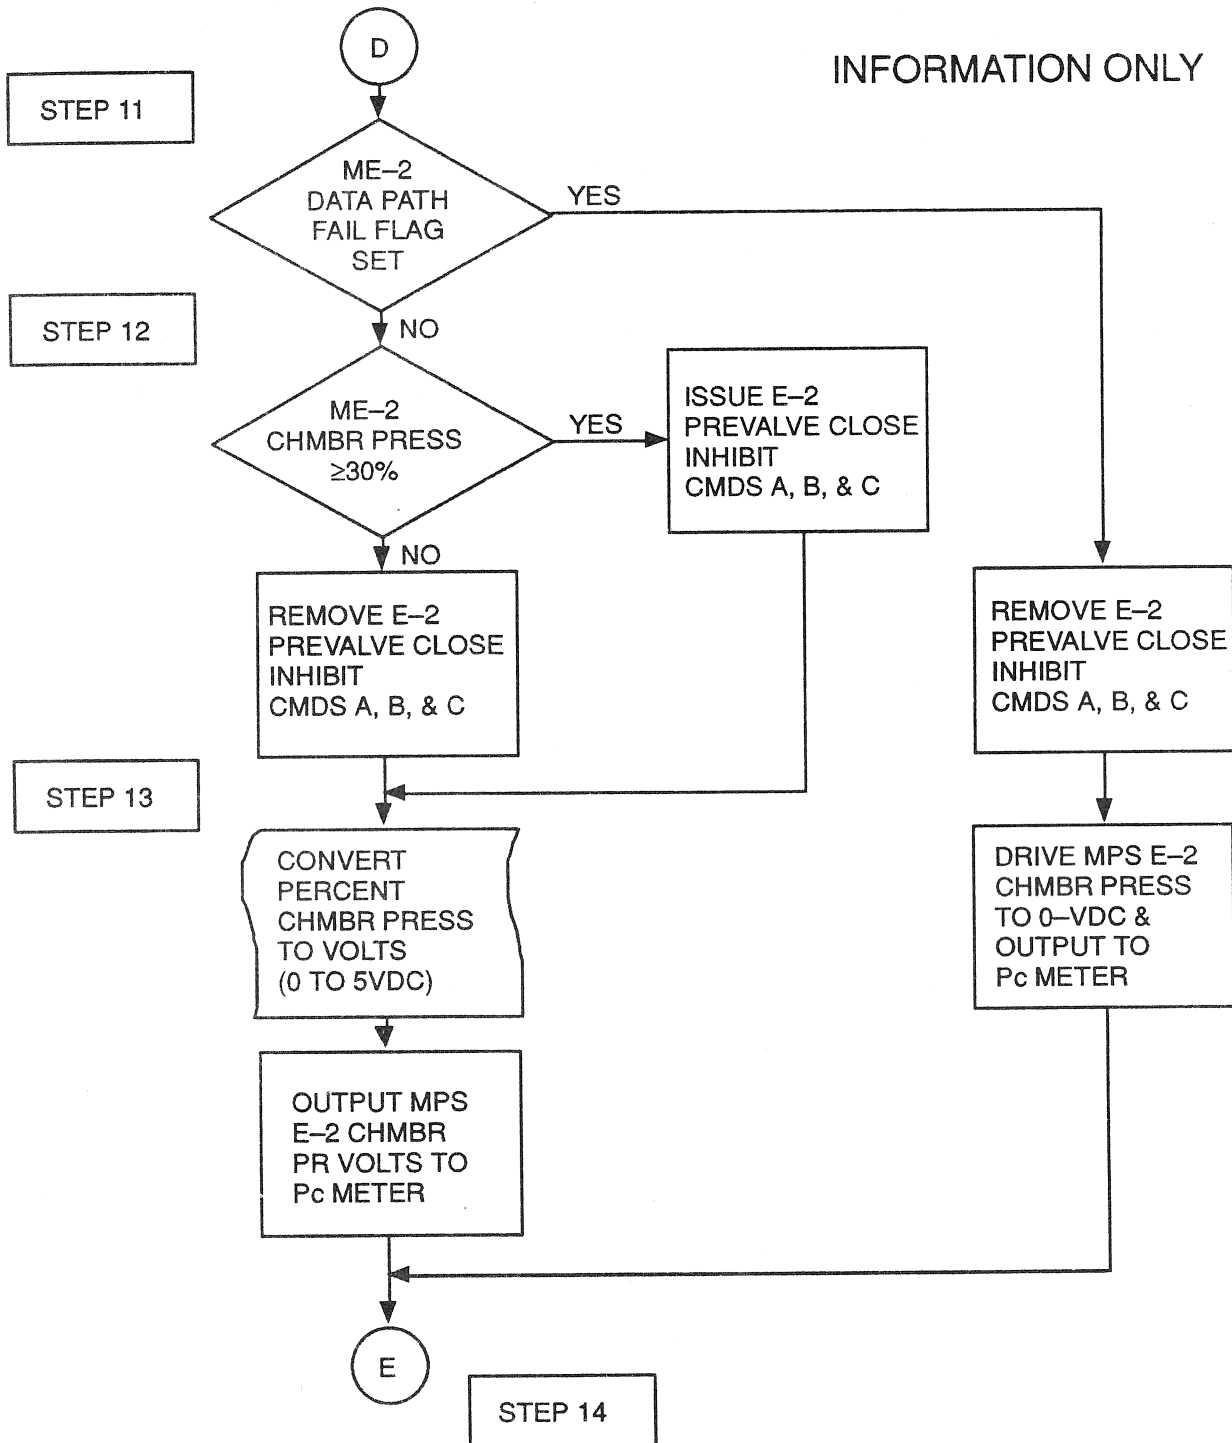 D
INFORMATION ONLY
STEP 11
ME–2
DATA PATH
FAIL FLAG
SET
YES
STEP 12
NO
ME–2
CHMBR PRESS
≥30%
YES
ISSUE E–2
PREVALVE CLOSE
INHIBIT
CMDS A, B, & C
NO
REMOVE E–2
PREVALVE CLOSE
INHIBIT
CMDS A, B, & C
REMOVE E–2
PREVALVE CLOSE
INHIBIT
CMDS A, B, & C
STEP 13
CONVERT
PERCENT
CHMBR PRESS
TO VOLTS
(0 TO 5VDC)
DRIVE MPS E–2
CHMBR PRESS
TO 0–VDC &
OUTPUT TO
Pc METER
OUTPUT MPS
E–2 CHMBR
PR VOLTS TO
Pc METER
E
STEP 14